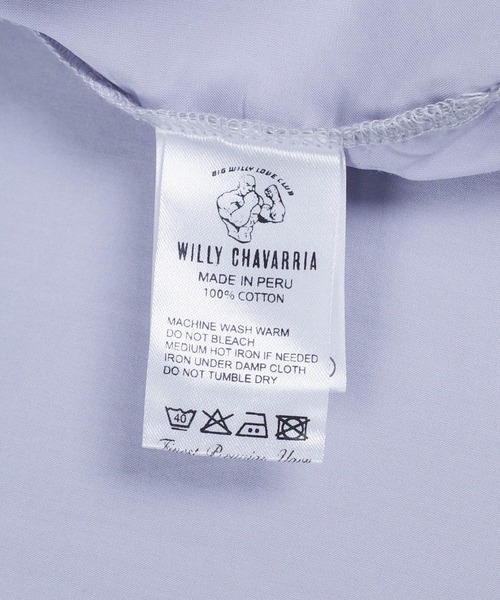 BIG WILLY LOVE CLUB
WILLY CHAVARRIA
MADE IN PERU
100% COTTON
MACHINE WASH WARM
DO NOT BLEACH
MEDIUM HOT IRON IF NEEDED
IRON UNDER DAMP CLOTH
DO NOT TUMBLE DRY
40